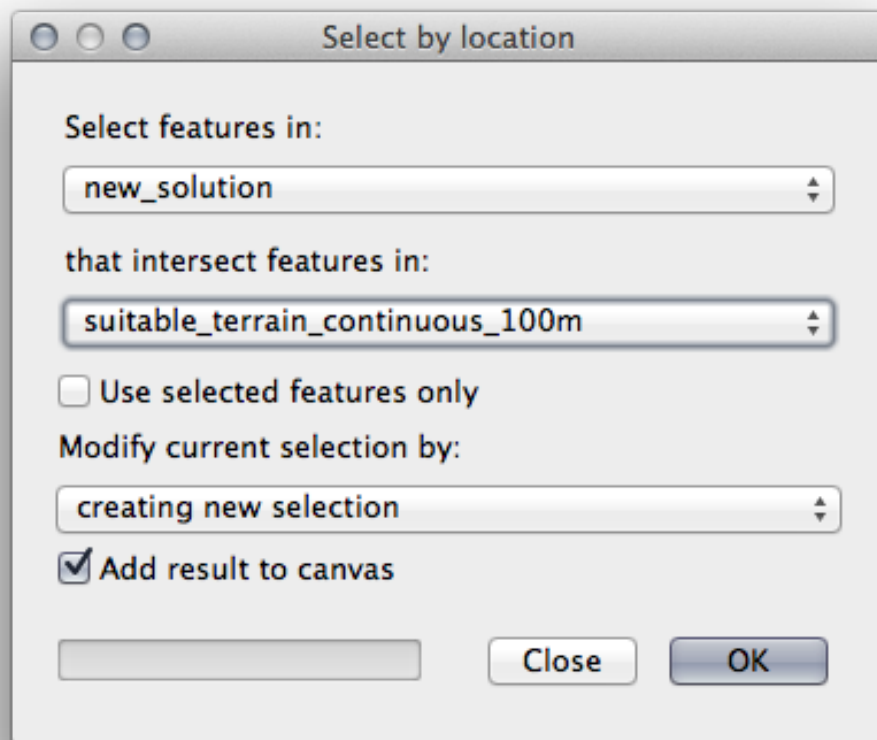 Select by location
Select features in:
new_solution
that intersect features in:
suitable_terrain_continuous_100m
Use selected features only
Modify current selection by:
creating new selection
Add result to canvas
Close
OK